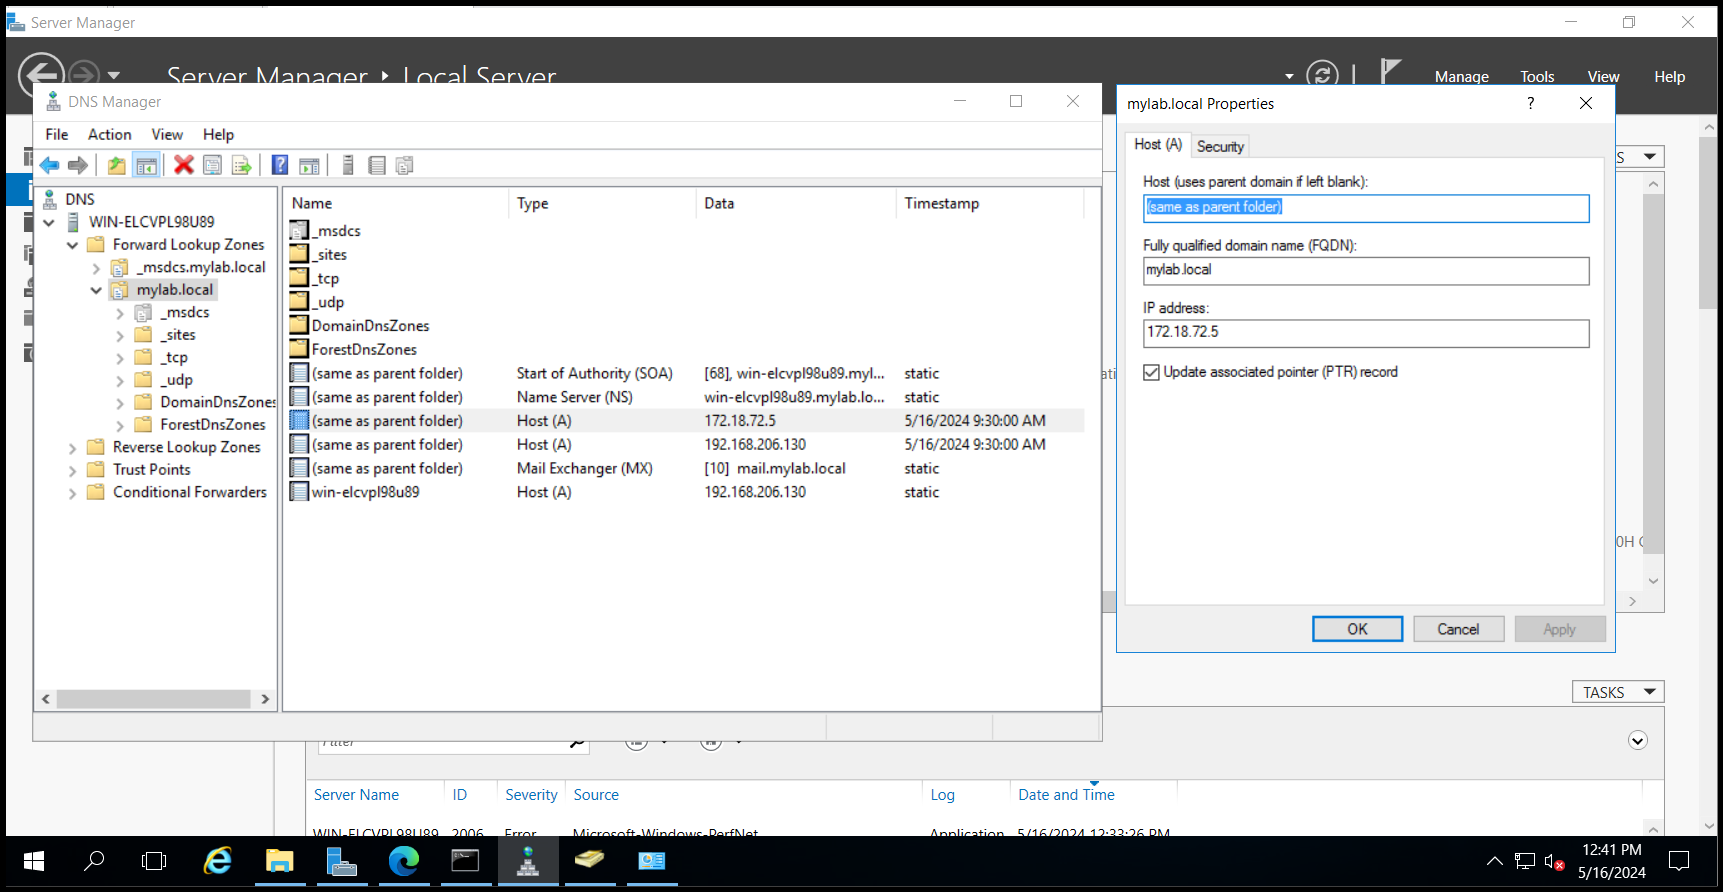 Server Manager
Server Manager ‣ Local Server
Manage Tools View Help
DNS Manager
File Action View Help
DNS
WIN-ELCVPL98U89
Forward Lookup Zones
_msdcs.mylab.local
mylab.local
_msdcs
_sites
_tcp
_udp
DomainDnsZones
ForestDnsZones
Reverse Lookup Zones
Trust Points
Conditional Forwarders
Name Type Data Timestamp
_msdcs
_sites
_tcp
_udp
DomainDnsZones
ForestDnsZones
(same as parent folder) Start of Authority (SOA) [68], win-elcvpl98u89.myl... static
(same as parent folder) Name Server (NS) win-elcvpl98u89.mylab.lo... static
(same as parent folder) Host (A) 172.18.72.5 5/16/2024 9:30:00 AM
(same as parent folder) Host (A) 192.168.206.130 5/16/2024 9:30:00 AM
(same as parent folder) Mail Exchanger (MX) [10] mail.mylab.local static
win-elcvpl98u89 Host (A) 192.168.206.130 static
mylab.local Properties
?
Host (A) Security
Host (uses parent domain if left blank):
(same as parent folder)
Fully qualified domain name (FQDN):
mylab.local
IP address:
172.18.72.5
Update associated pointer (PTR) record
OK Cancel Apply
TASKS
Filter
Server Name ID Severity Source Log Date and Time
WIN-ELCVPL98U89 2006 Error Microsoft-Windows-PerfNet Application 5/16/2024 12:33:26 PM
12:41 PM
5/16/2024